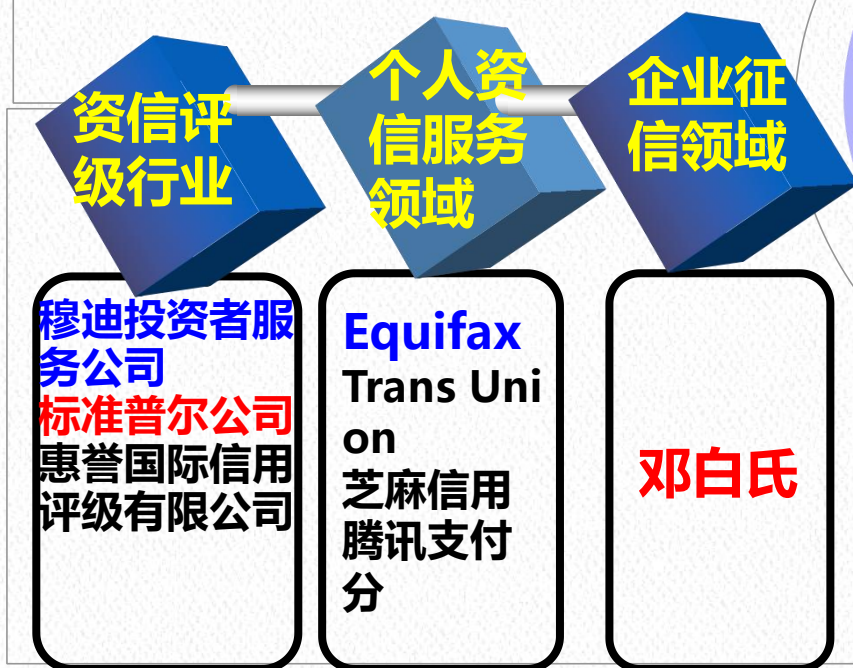 资信评
级行业
个人资
信服务
领域
企业征
信领域
穆迪投资者服
务公司
标准普尔公司
惠誉国际信用
评级有限公司
Equifax
Trans Uni
on
芝麻信用
腾讯支付
分
邓白氏